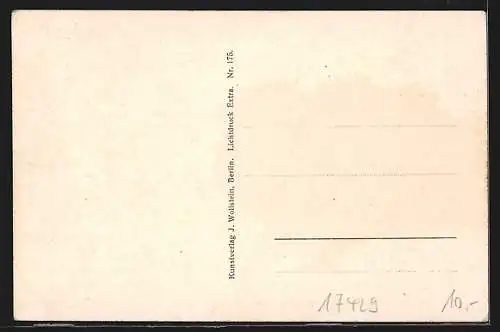 Kunstverlag J. Wollstein, Berlin. Lichtdruck Extra. Nr. 175.
17429
10,-